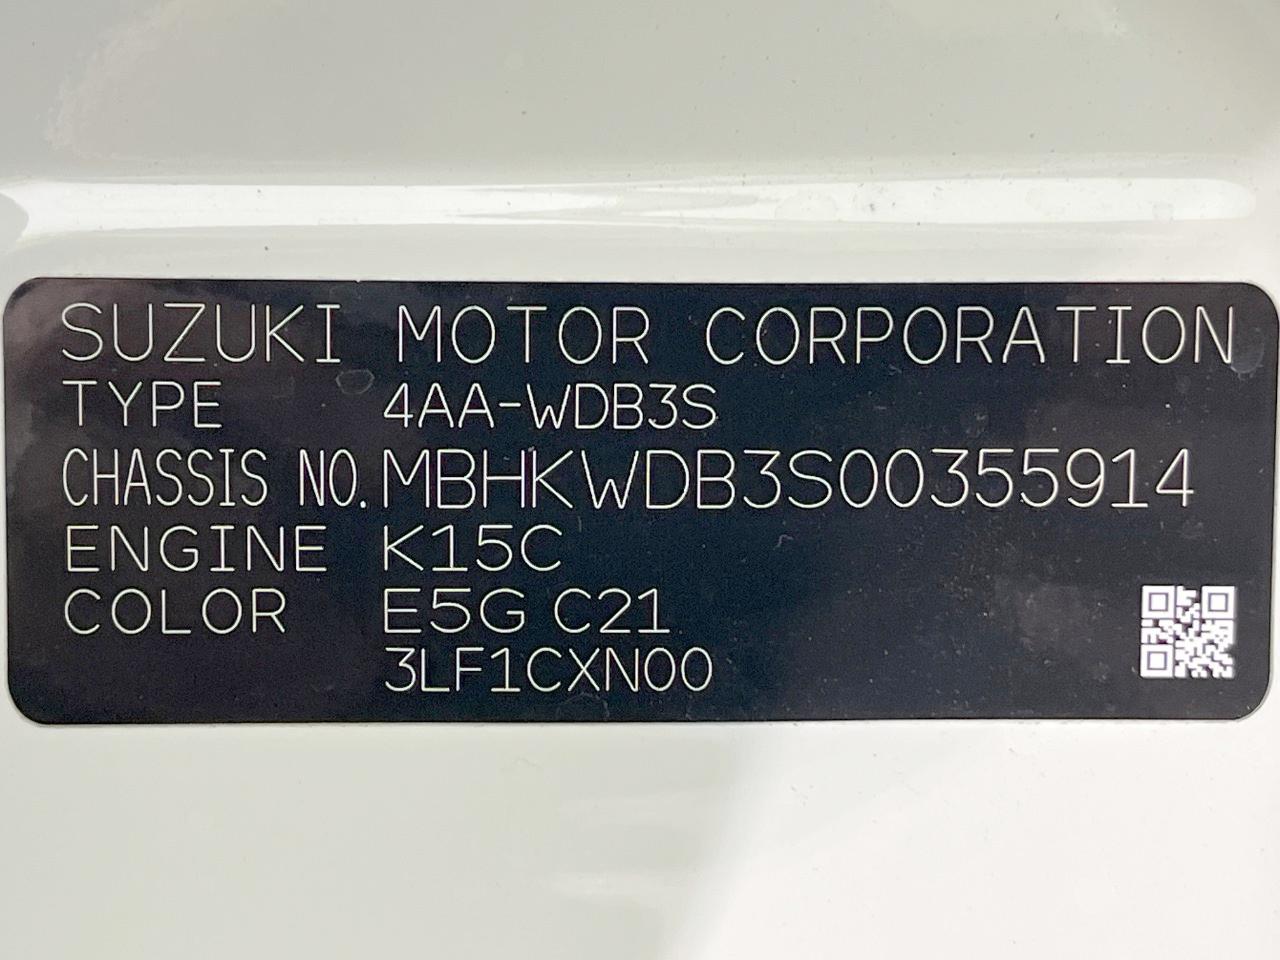 SUZUKI MOTOR CORPORATION
TYPE 4AA-WDB3S
CHASSIS NO. MBHKWDB3S00355914
ENGINE K15C
COLOR E5G C21
3LF1CXN00